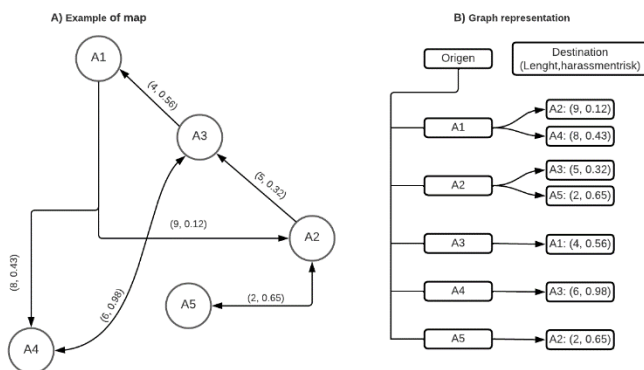 A) Example of map
B) Graph representation
A1
(4, 0.56)
A3
(5, 0.32)
(9, 0.12)
A2
(8, 0.43)
(6, 0.98)
A5
(2, 0.65)
A4
Origen
Destination
(Lenght,harassmentrisk)
A1
A2: (9, 0.12)
A4: (8, 0.43)
A2
A3: (5, 0.32)
A5: (2, 0.65)
A3
A1: (4, 0.56)
A4
A3: (6, 0.98)
A5
A2: (2, 0.65)